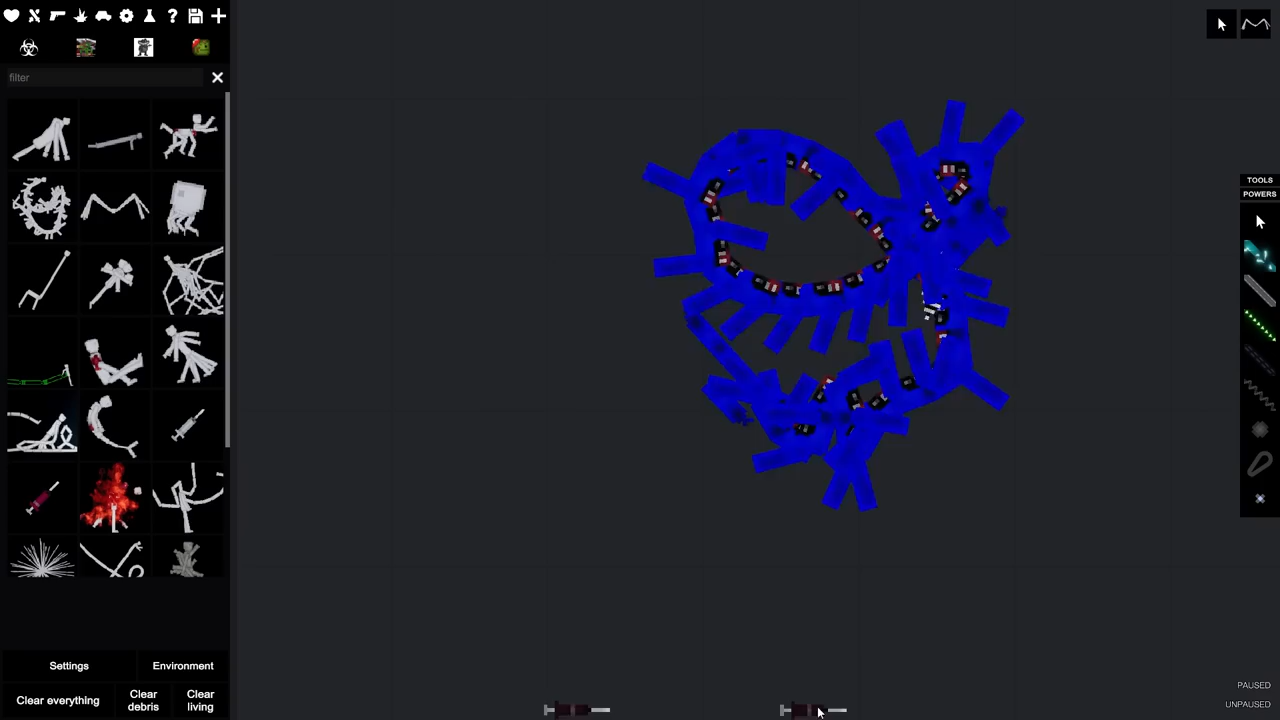 filter
TOOLS
POWERS
Settings
Environment
Clear everything
Clear
debris
Clear
living
PAUSED
UNPAUSED